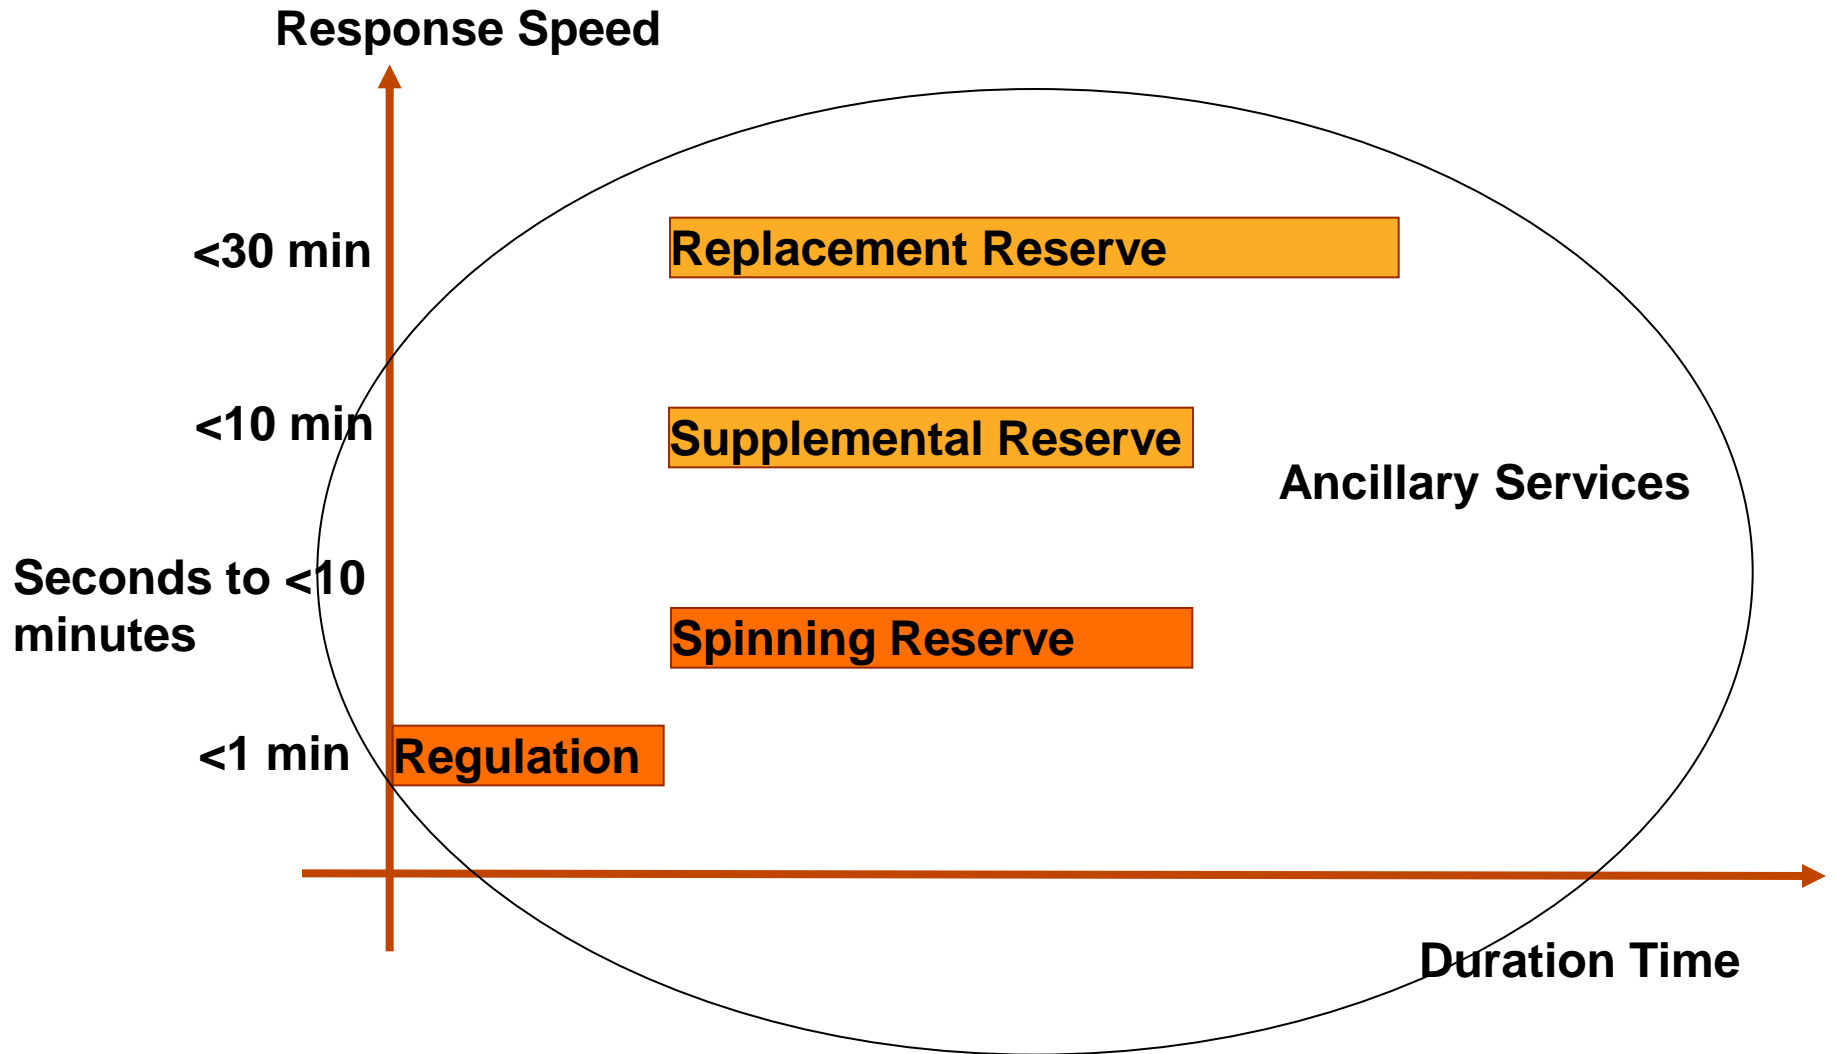 Response Speed
<30 min
Replacement Reserve
<10 min
Supplemental Reserve
Ancillary Services
Seconds to <10
minutes
Spinning Reserve
<1 min
Regulation
Duration Time